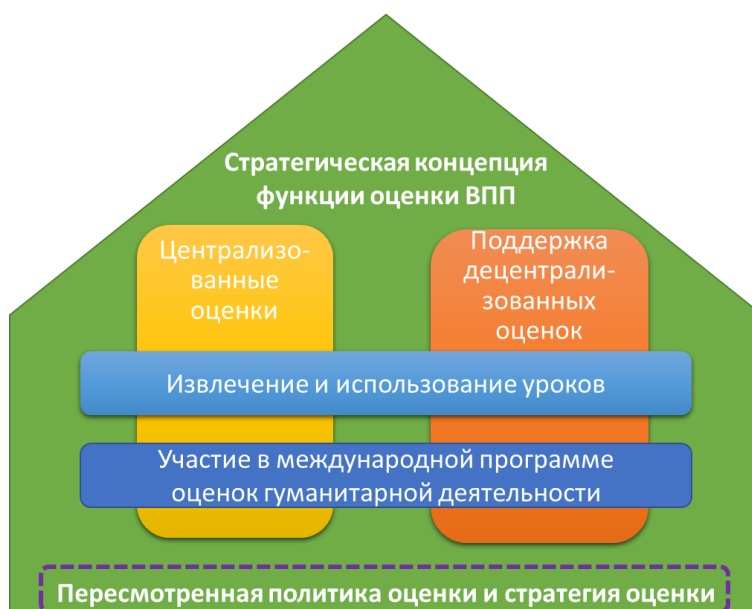 Стратегическая концепция
функции оценки ВПП
Централизо-
ванные
оценки
Поддержка
децентрали-
зованных
оценок
Извлечение и использование уроков
Участие в международной программе
оценок гуманитарной деятельности
Пересмотренная политика оценки и стратегия оценки